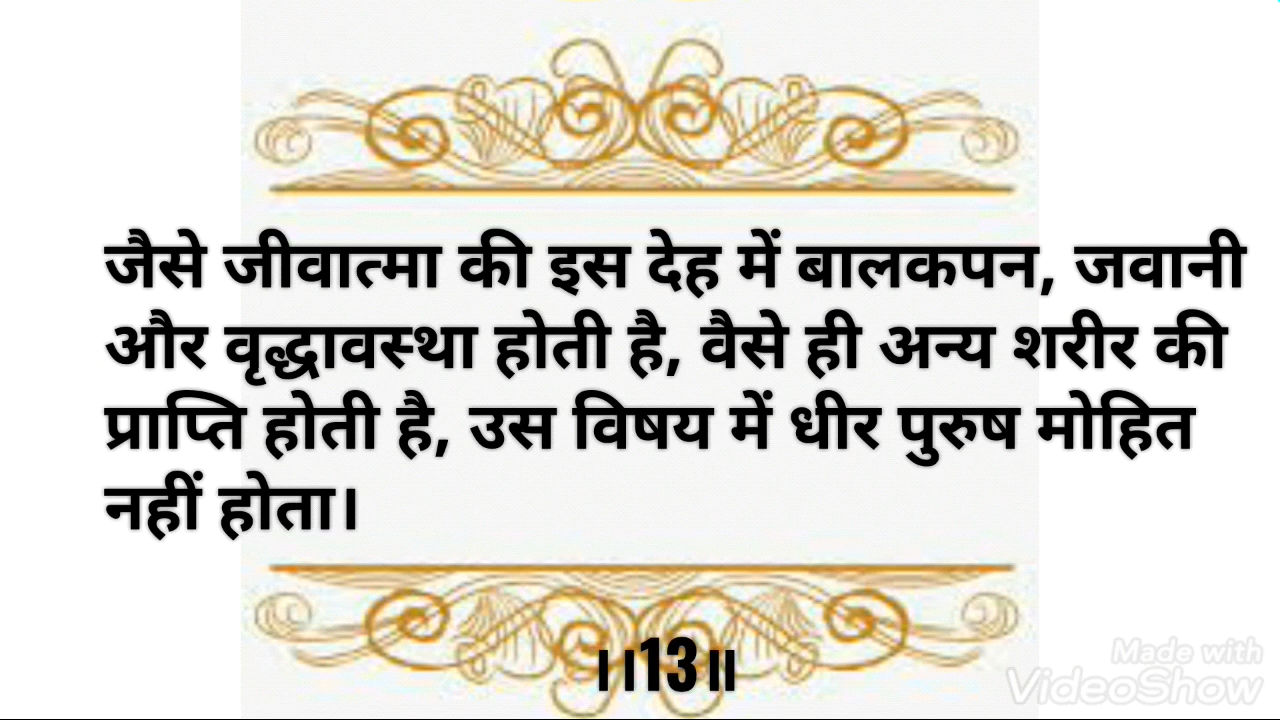 जैसे जीवात्मा की इस देह में बालकपन, जवानी
और वृद्धावस्था होती है, वैसे ही अन्य शरीर की
प्राप्ति होती है, उस विषय में धीर पुरुष मोहित
नहीं होता।
।।13॥
Made with
VideoShow